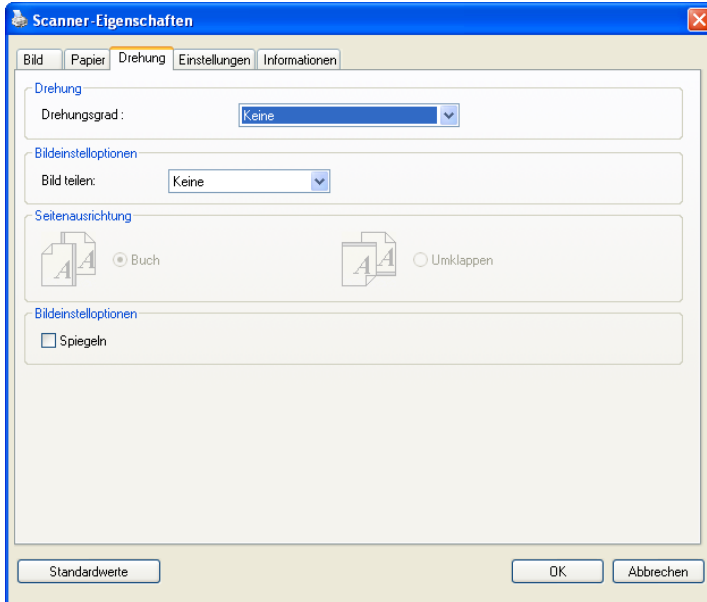 Scanner-Eigenschaften
Bild Papier Drehung Einstellungen Informationen
Drehung
Drehungsgrad : Keine
Bildeinstelloptionen
Bild teilen: Keine
Seitenausrichtung
A A Buch A A Umklappen
Bildeinstelloptionen
Spiegeln
Standardwerte OK Abbrechen